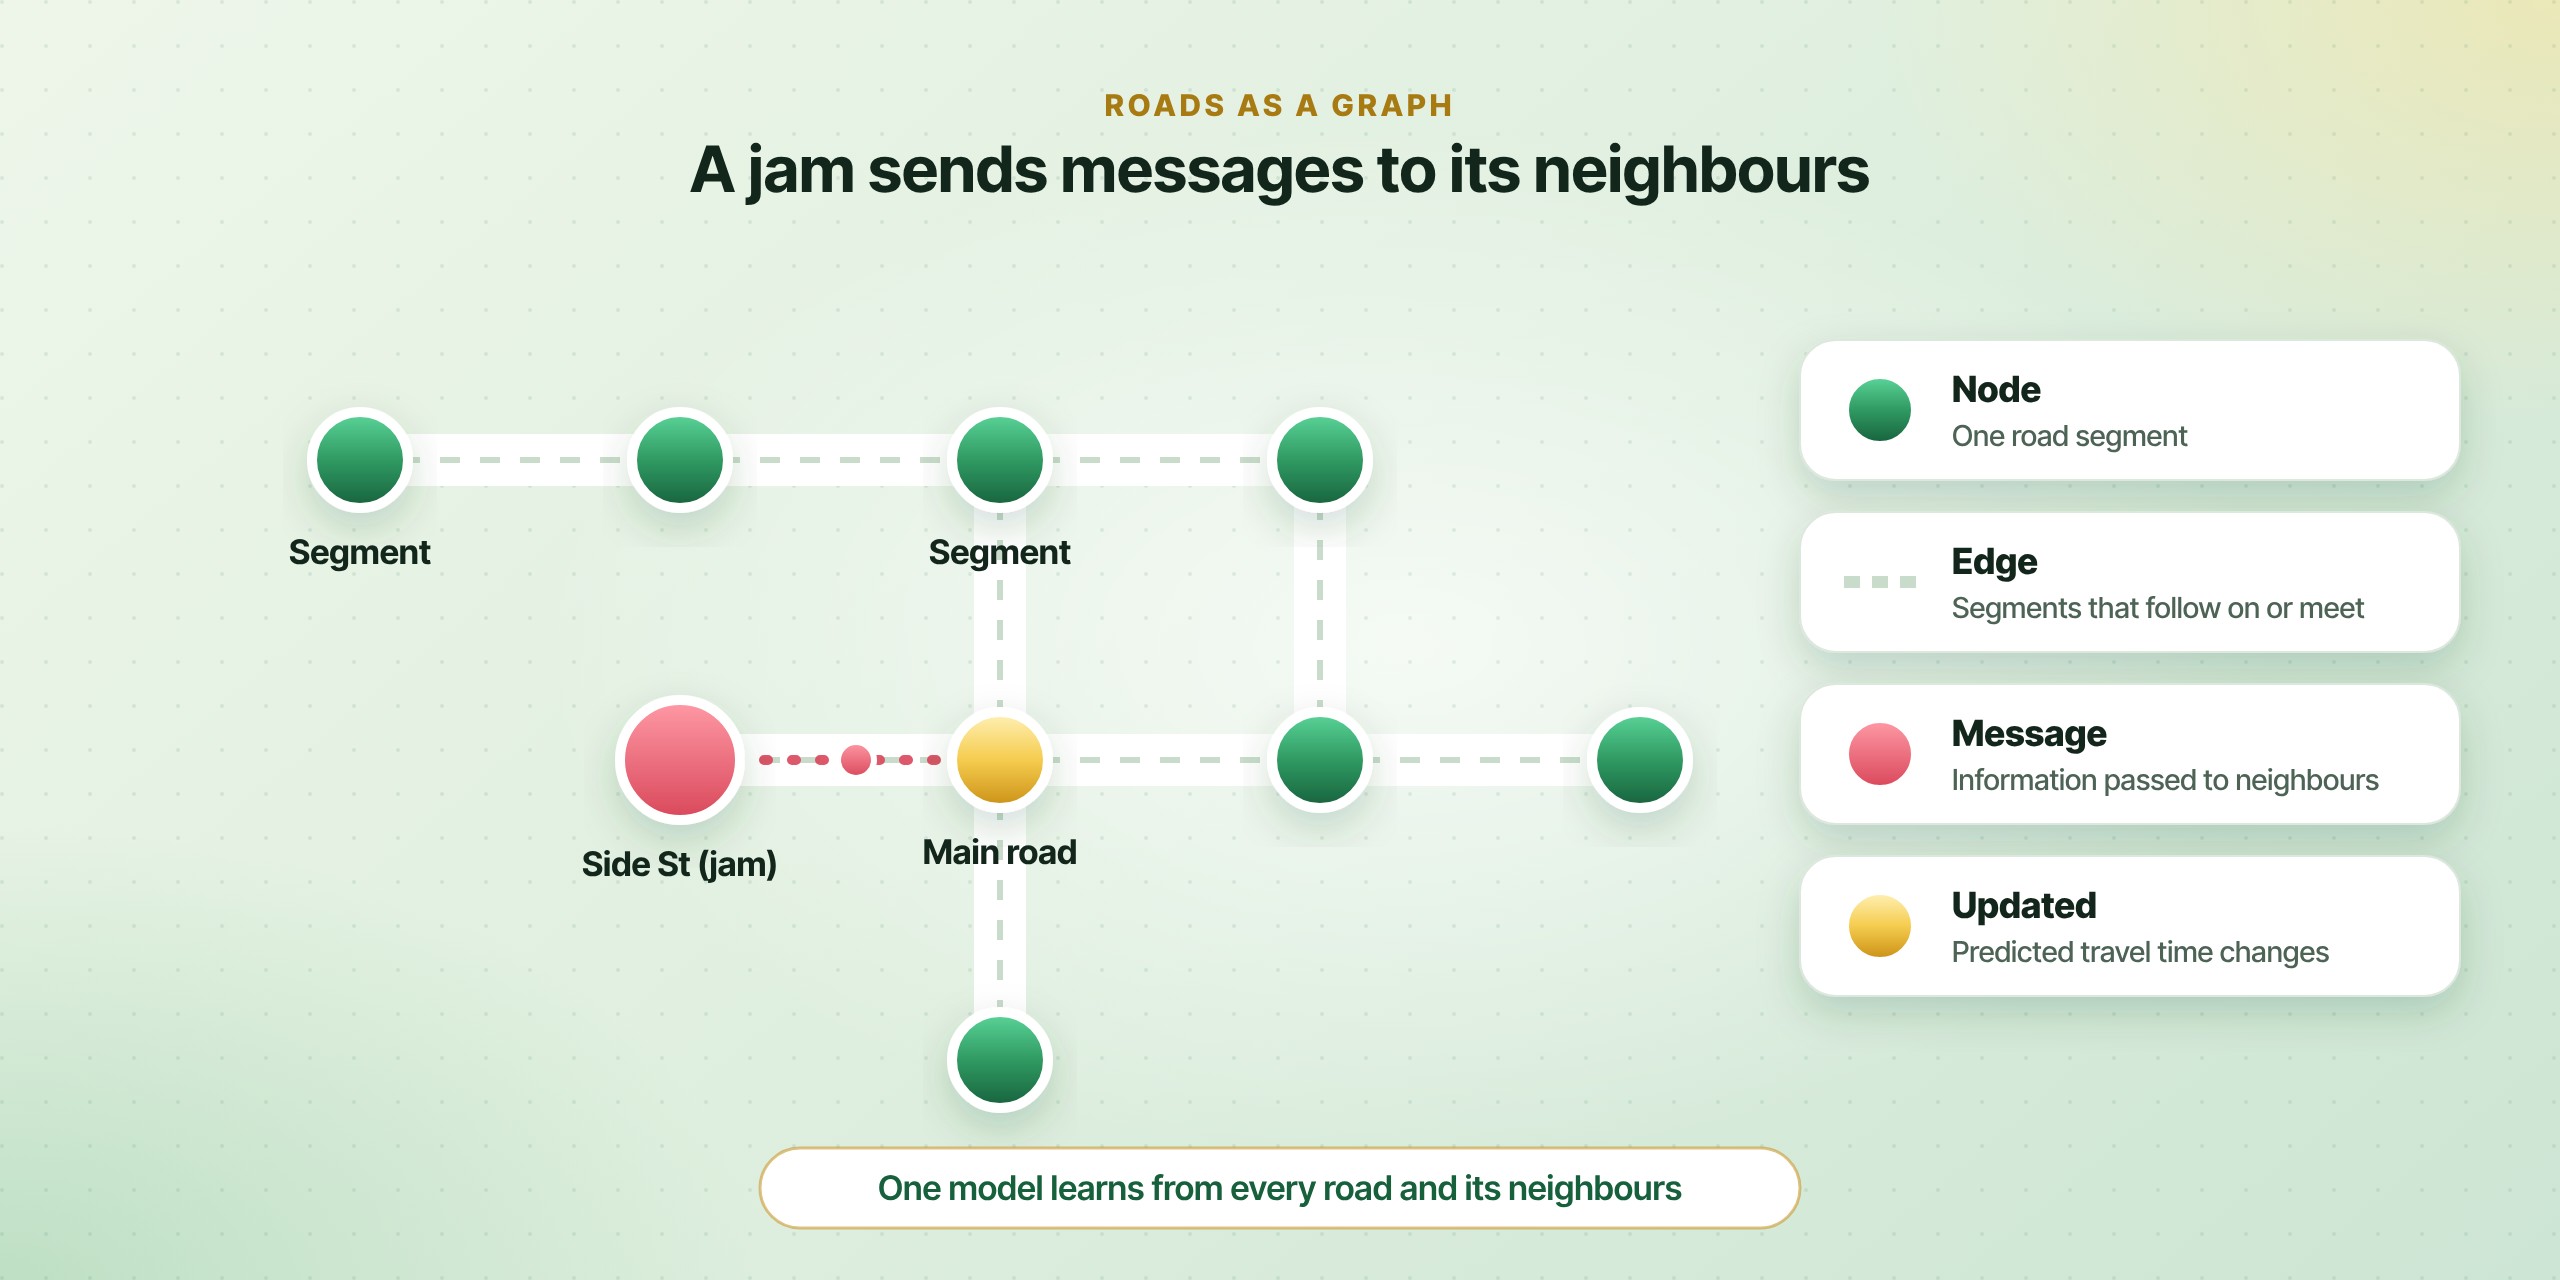 ROADS AS A GRAPH
A jam sends messages to its neighbours
Segment
Segment
Side St (jam)
Main road
Node
One road segment
Edge
Segments that follow on or meet
Message
Information passed to neighbours
Updated
Predicted travel time changes
One model learns from every road and its neighbours